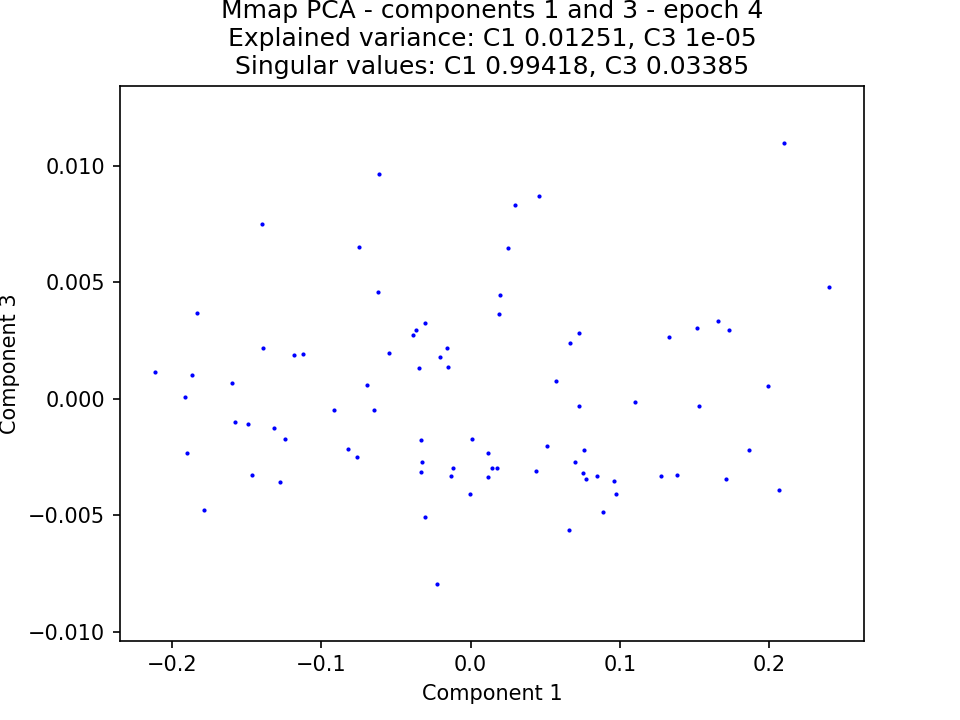 Mmap PCA - components 1 and 3 - epoch 4
Explained variance: C1 0.01251, C3 1e-05
Singular values: C1 0.99418, C3 0.03385
0.010
0.005
0.000
−0.005
−0.010
Component 3
−0.2
−0.1
0.0
0.1
0.2
Component 1